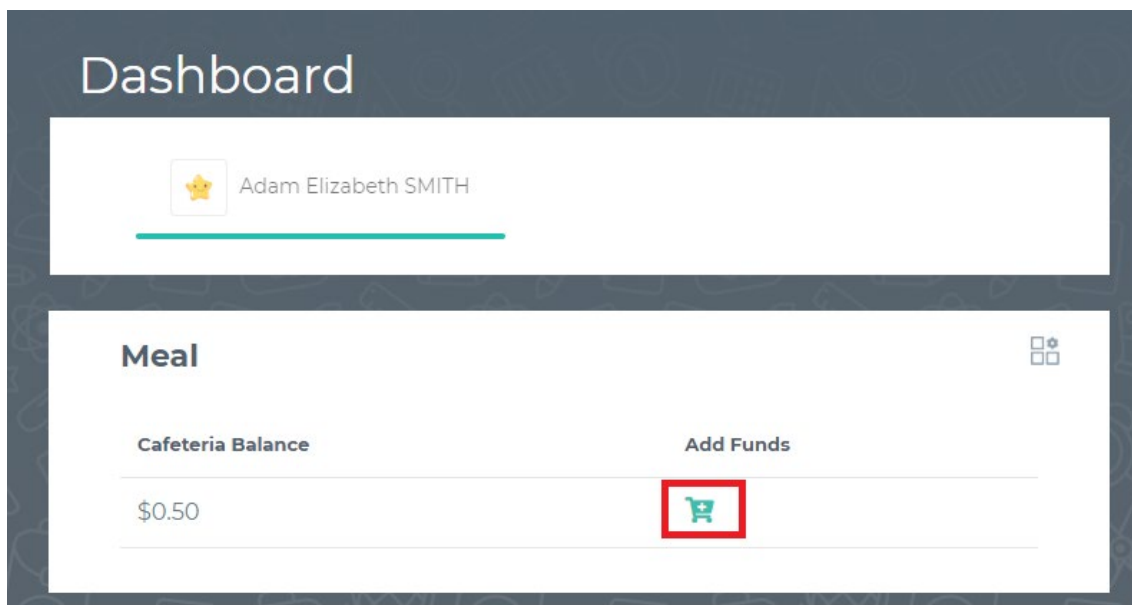 Dashboard
Adam Elizabeth SMITH
Meal
Cafeteria Balance Add Funds
$0.50